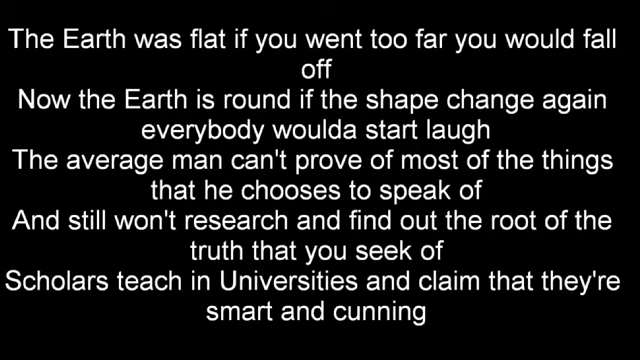 The Earth was flat if you went too far you would fall
off
Now the Earth is round if the shape change again
everybody woulda start laugh
The average man can't prove of most of the things
that he chooses to speak of
And still won't research and find out the root of the
truth that you seek of
Scholars teach in Universities and claim that they're
smart and cunning